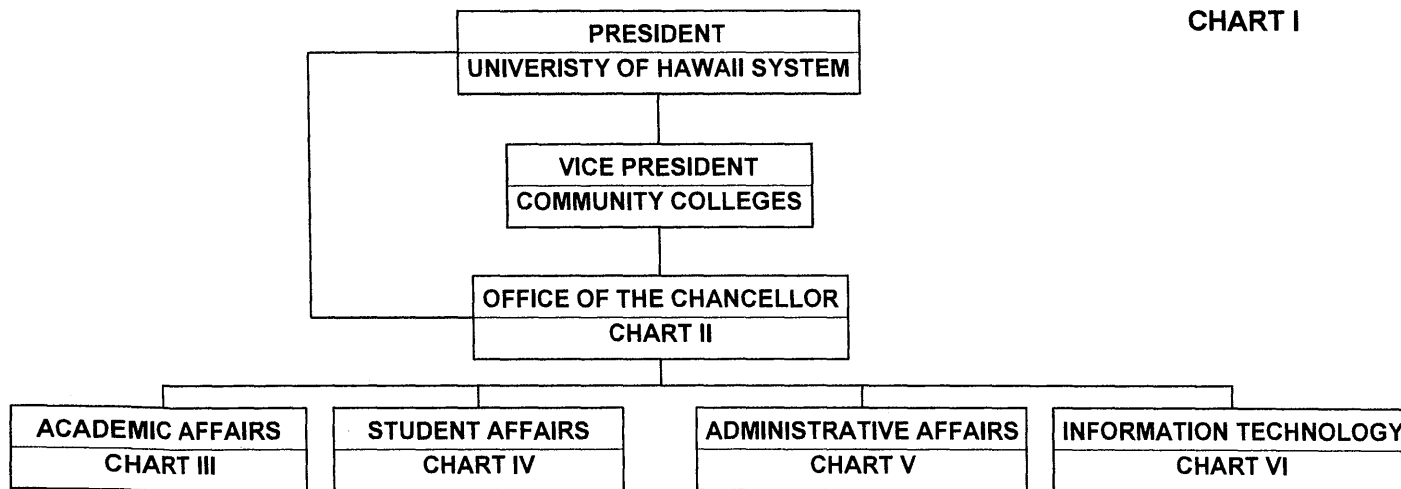 CHART I
PRESIDENT
UNIVERISTY OF HAWAII SYSTEM
VICE PRESIDENT
COMMUNITY COLLEGES
OFFICE OF THE CHANCELLOR
CHART II
ACADEMIC AFFAIRS
CHART III
STUDENT AFFAIRS
CHART IV
ADMINISTRATIVE AFFAIRS
CHART V
INFORMATION TECHNOLOGY
CHART VI